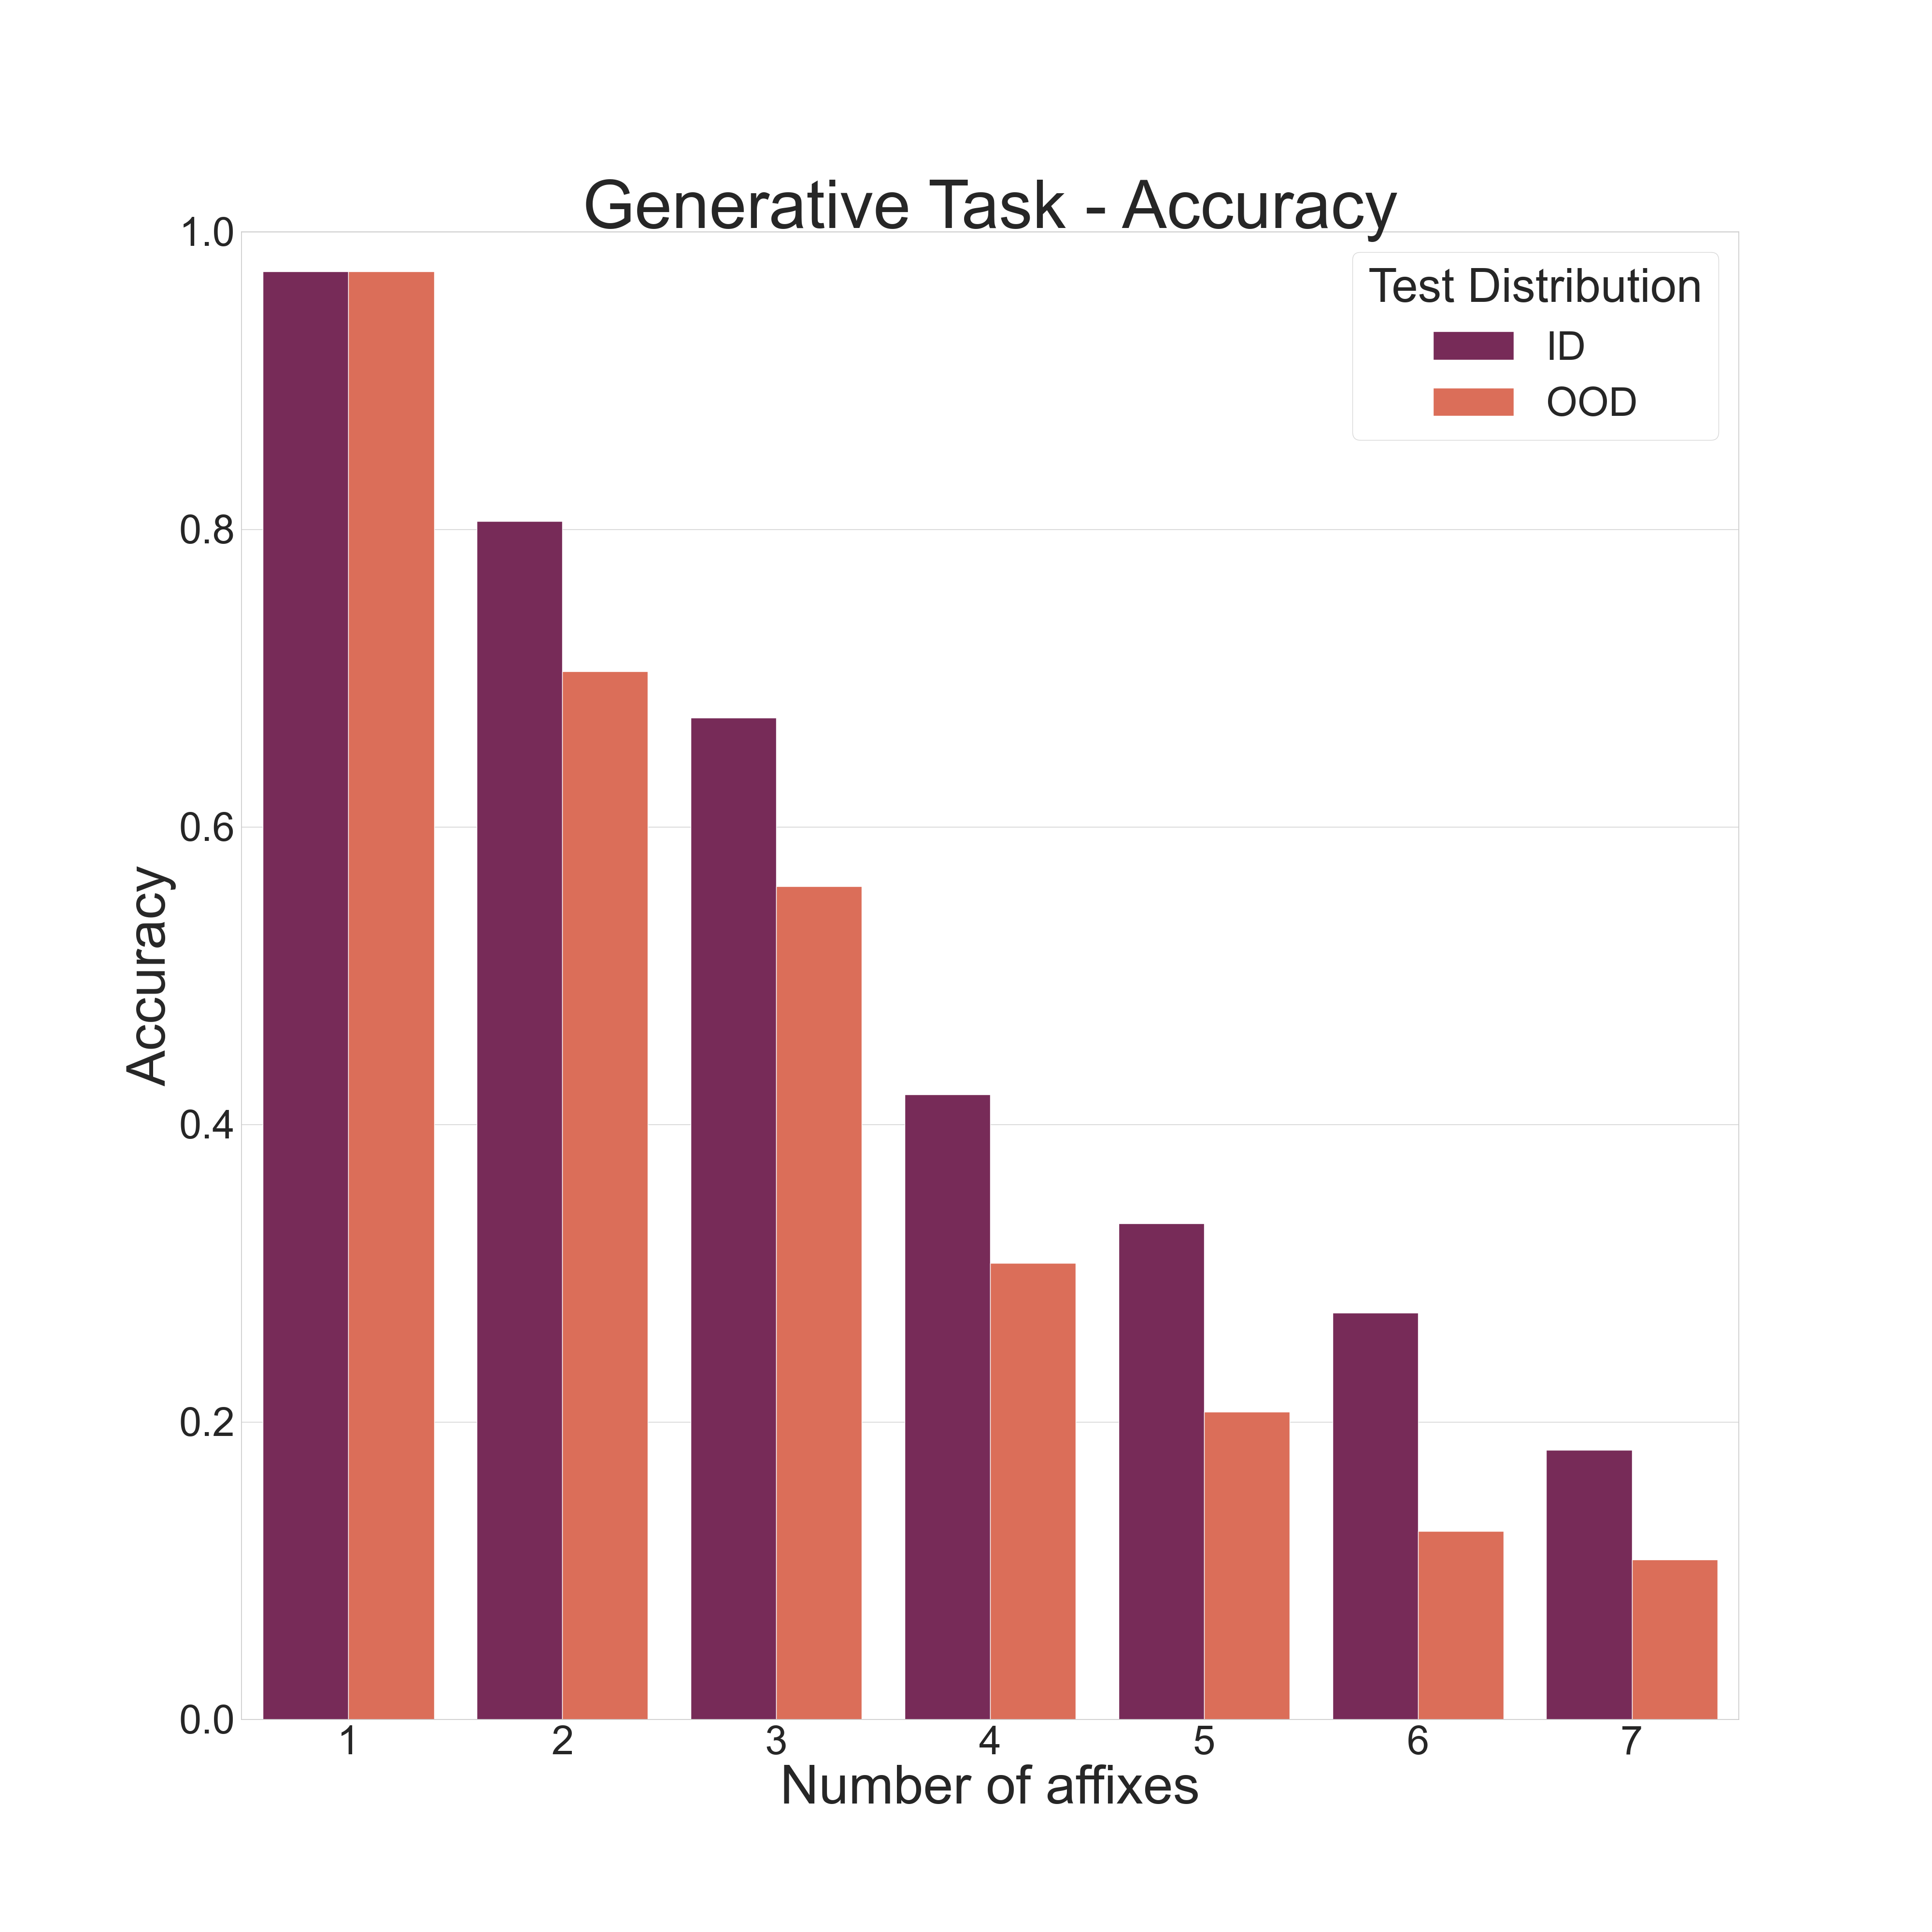 Generative Task - Accuracy
Test Distribution
ID
OOD
Accuracy
1.0
0.8
0.6
0.4
0.2
0.0
1 2 3 4 5 6 7
Number of affixes